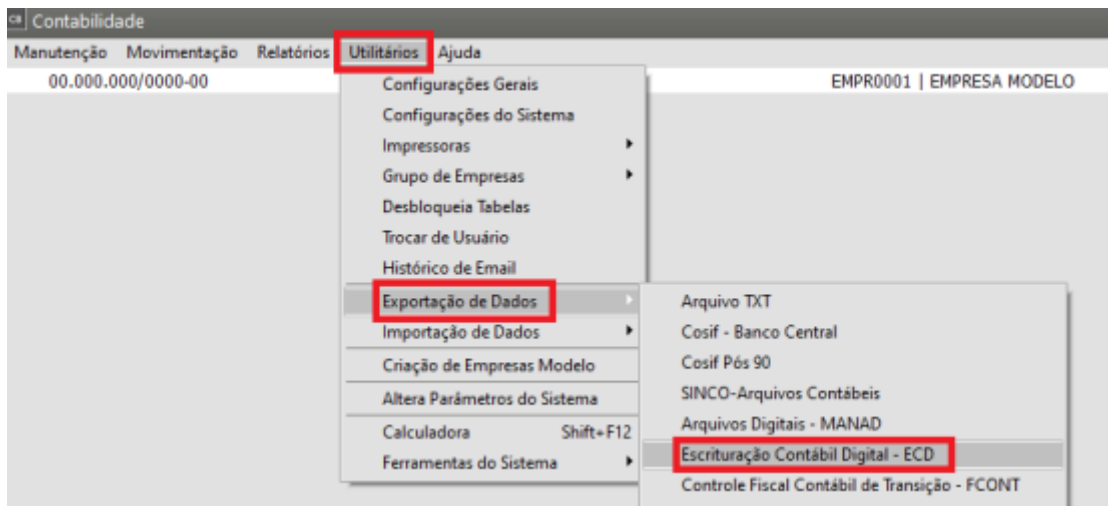 CB Contabilidade
Manutenção Movimentação Relatórios Utilitários Ajuda
00.000.000/0000-00 EMPR0001 | EMPRESA MODELO
Configurações Gerais
Configurações do Sistema
Impressoras
Grupo de Empresas
Desbloqueia Tabelas
Trocar de Usuário
Histórico de Email
Exportação de Dados
Importação de Dados
Criação de Empresas Modelo
Altera Parâmetros do Sistema
Calculadora Shift+F12
Ferramentas do Sistema
Arquivo TXT
Cosif - Banco Central
Cosif Pós 90
SINCO-Arquivos Contábeis
Arquivos Digitais - MANAD
Escrituração Contábil Digital - ECD
Controle Fiscal Contábil de Transição - FCONT